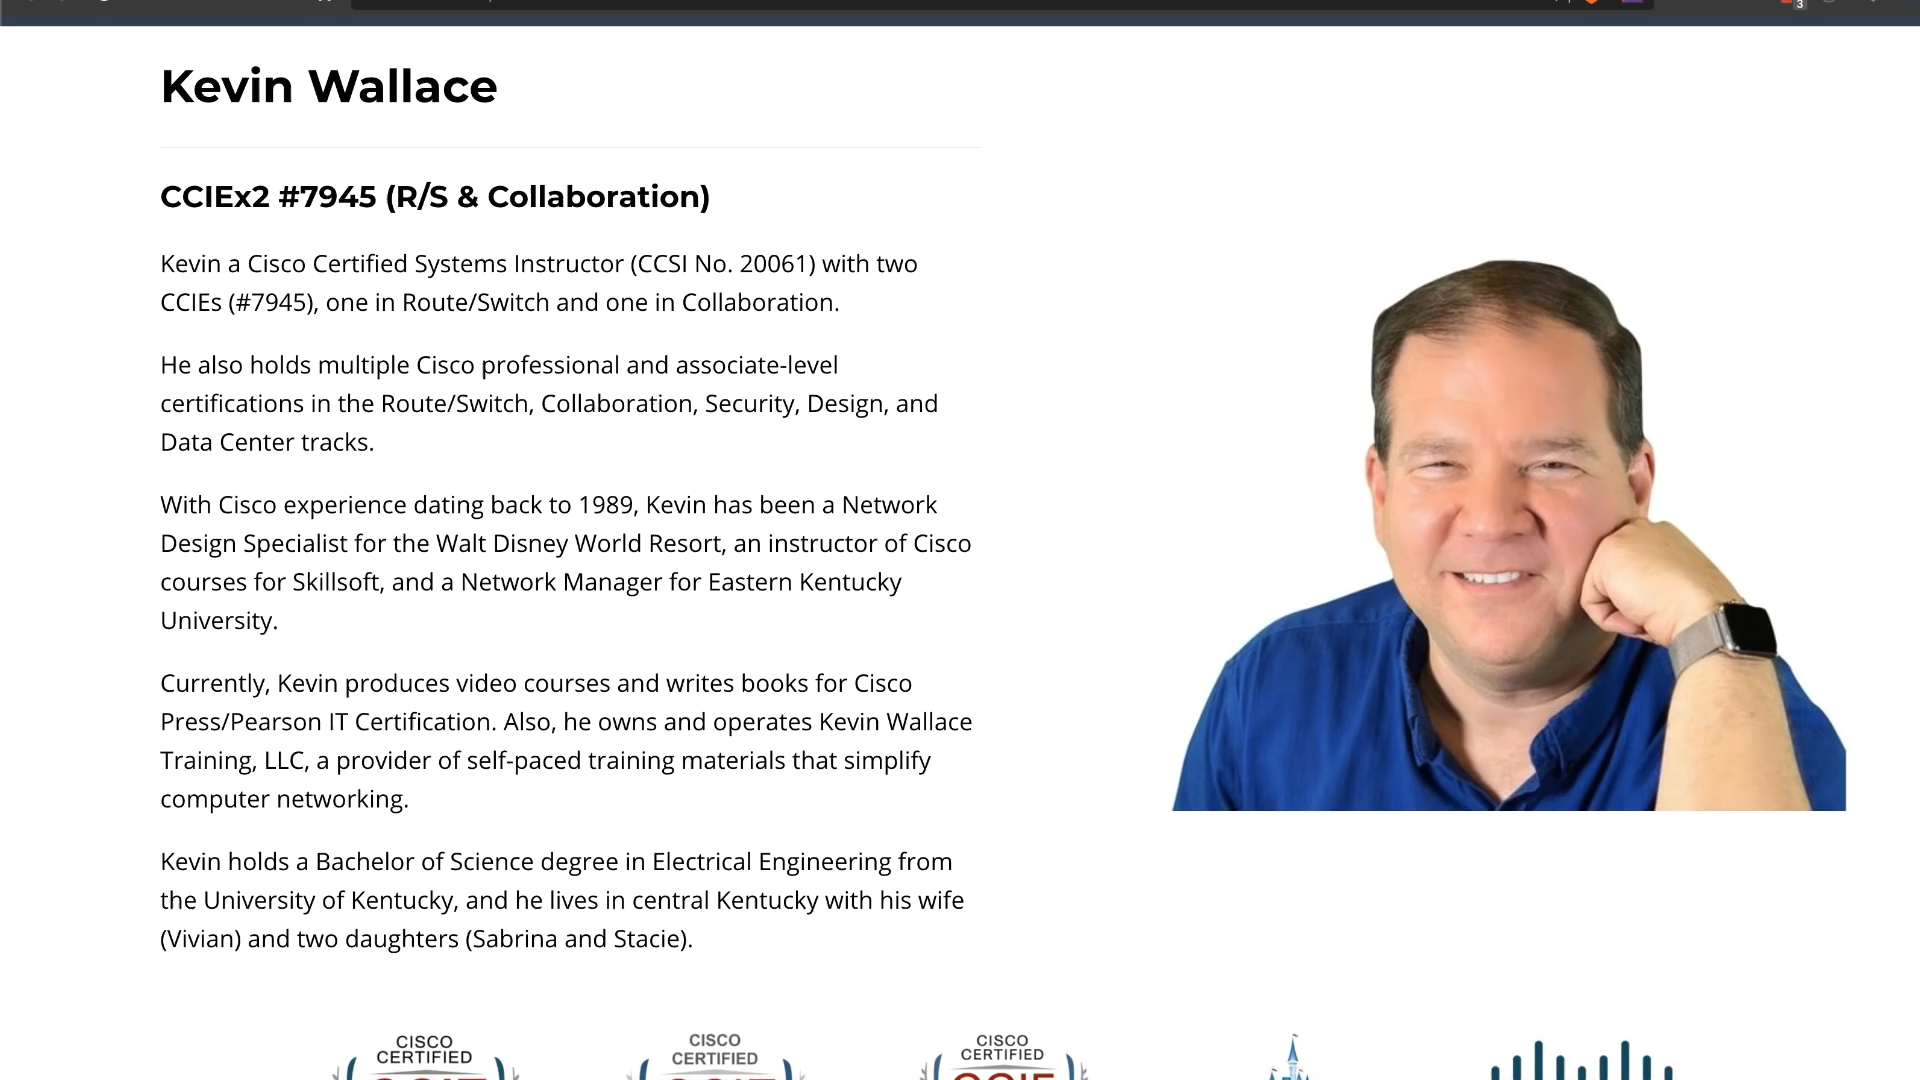 3
Kevin Wallace
CCIEx2 #7945 (R/S & Collaboration)
Kevin a Cisco Certified Systems Instructor (CCSI No. 20061) with two
CCIEs (#7945), one in Route/Switch and one in Collaboration.
He also holds multiple Cisco professional and associate-level
certifications in the Route/Switch, Collaboration, Security, Design, and
Data Center tracks.
With Cisco experience dating back to 1989, Kevin has been a Network
Design Specialist for the Walt Disney World Resort, an instructor of Cisco
courses for Skillsoft, and a Network Manager for Eastern Kentucky
University.
Currently, Kevin produces video courses and writes books for Cisco
Press/Pearson IT Certification. Also, he owns and operates Kevin Wallace
Training, LLC, a provider of self-paced training materials that simplify
computer networking.
Kevin holds a Bachelor of Science degree in Electrical Engineering from
the University of Kentucky, and he lives in central Kentucky with his wife
(Vivian) and two daughters (Sabrina and Stacie).
CISCO CISCO CISCO
CERTIFIED CERTIFIED CERTIFIED